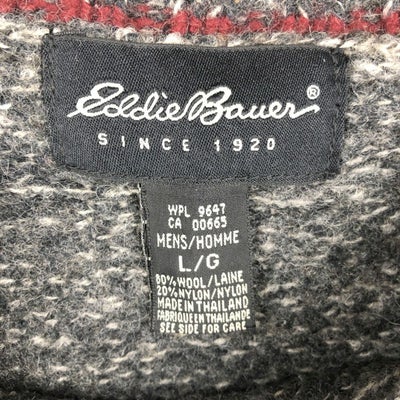 Eddie Bauer®
SINCE 1920
WPL 9647
CA 00665
MENS/HOMME
L/G
80% WOOL/LAINE
20% NYLON/NYLON
MADE IN THAILAND
FABRIQUE EN THAILANDE
SEE SIDE FOR CARE